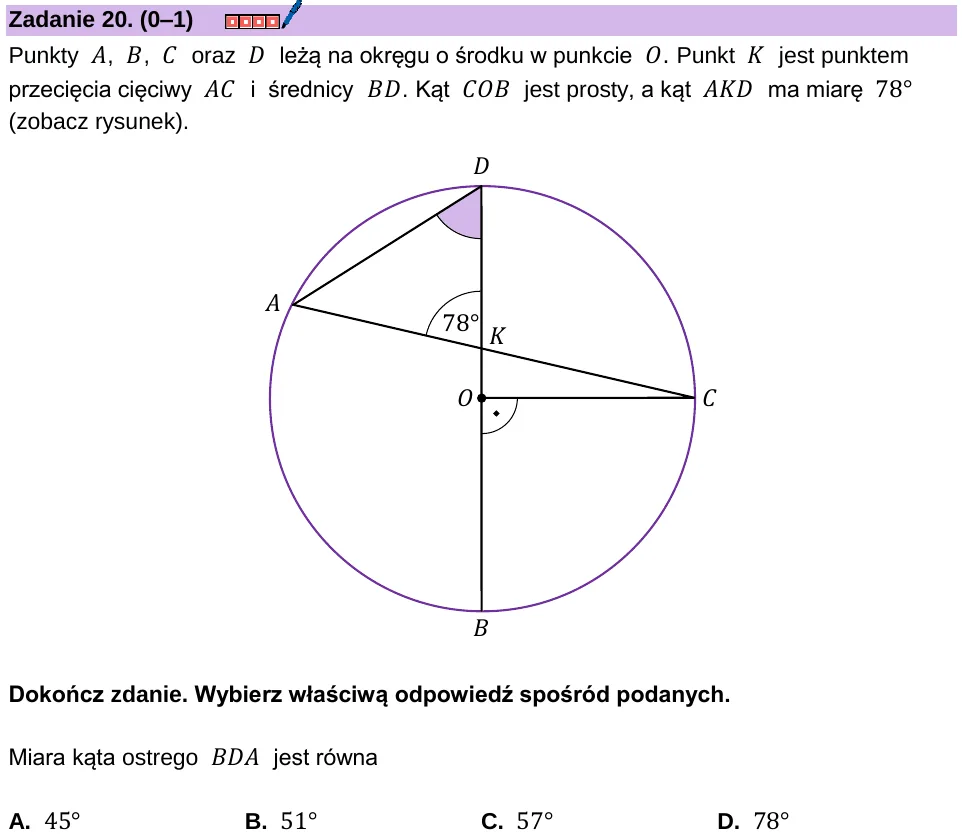 Zadanie 20. (0–1)
Punkty A, B, C oraz D leżą na okręgu o środku w punkcie O. Punkt K jest punktem
przecięcia cięciwy AC i średnicy BD. Kąt COB jest prosty, a kąt AKD ma miarę 78°
(zobacz rysunek).
D
A
78°
K
O
C
B
Dokończ zdanie. Wybierz właściwą odpowiedź spośród podanych.
Miara kąta ostrego BDA jest równa
A. 45° B. 51° C. 57° D. 78°